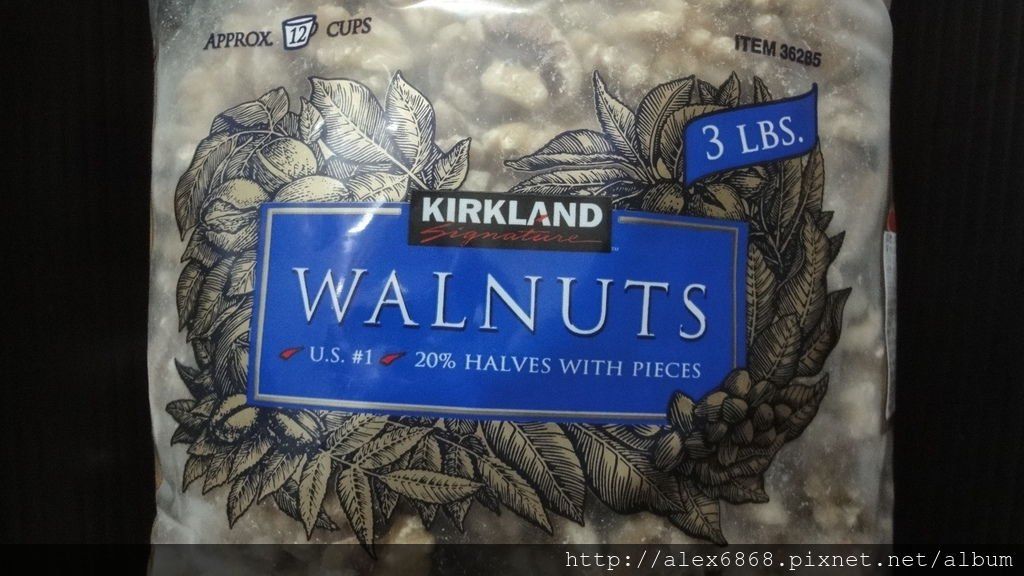 APPROX. 12 CUPS
ITEM 36285
3 LBS.
KIRKLAND
Signature™
WALNUTS
U.S. #1 20% HALVES WITH PIECES
http://alex6868.pixnet.net/album